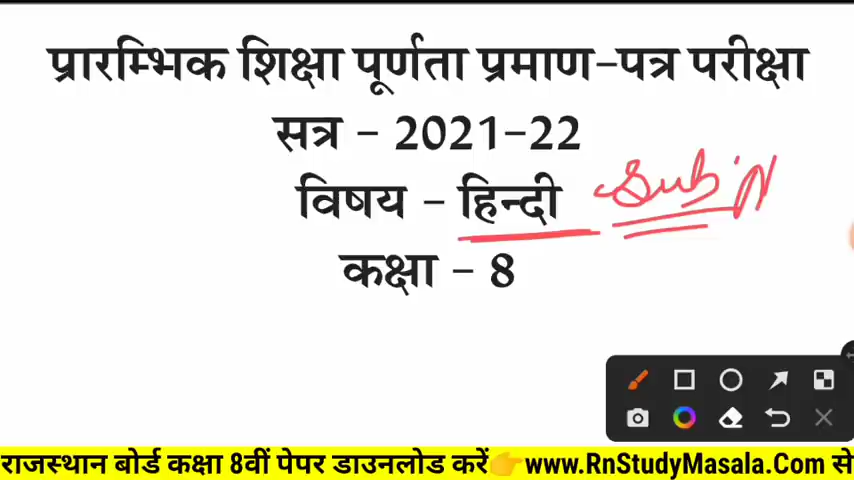 प्रारम्भिक शिक्षा पूर्णता प्रमाण-पत्र परीक्षा
सत्र - 2021-22
विषय - हिन्दी
कक्षा - 8
राजस्थान बोर्ड कक्षा 8वीं पेपर डाउनलोड करें👉www.RnStudyMasala.Com से